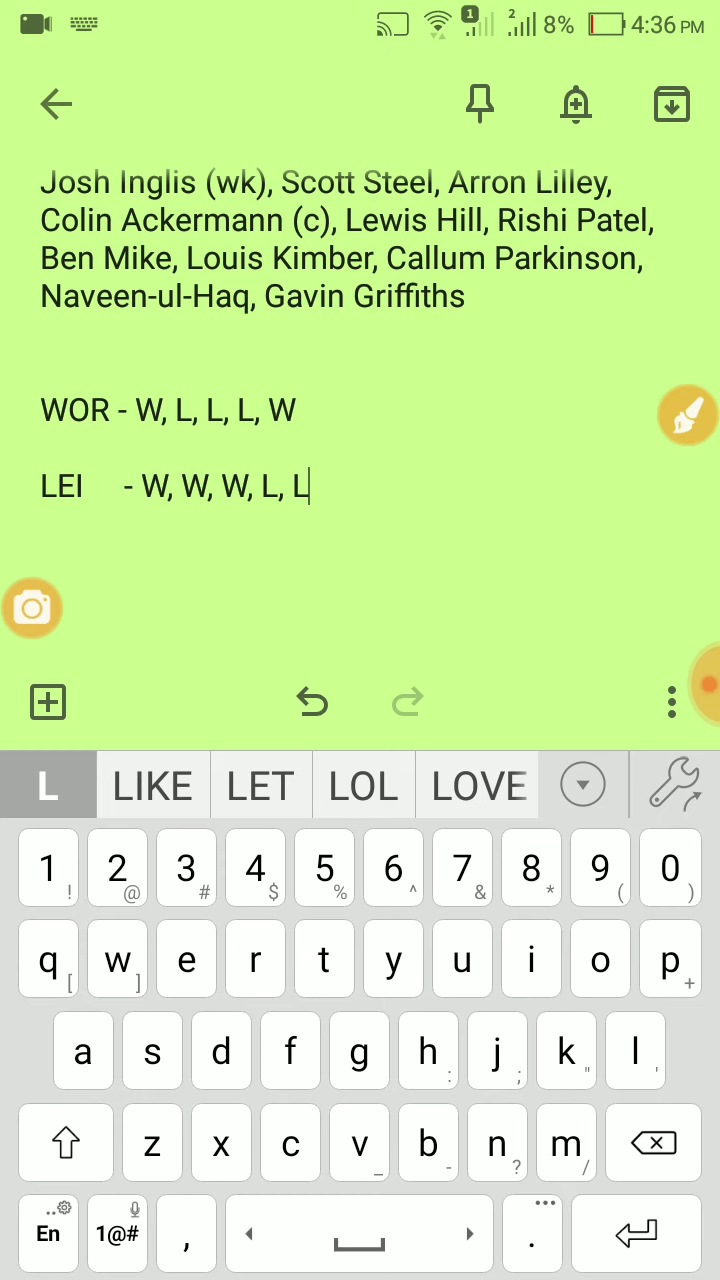 1 2 8% 4:36 PM
Josh Inglis (wk), Scott Steel, Arron Lilley,
Colin Ackermann (c), Lewis Hill, Rishi Patel,
Ben Mike, Louis Kimber, Callum Parkinson,
Naveen-ul-Haq, Gavin Griffiths
WOR - W, L, L, L, W
LEI - W, W, W, L, L
L LIKE LET LOL LOVE
1 ! 2 @ 3 # 4 $ 5 % 6 ^ 7 & 8 * 9 ( 0 )
q [ w ] e r t y u i o p +
a s d f g h : j ; k " l '
z x c v _ b - n ? m /
En 1@# , . ...